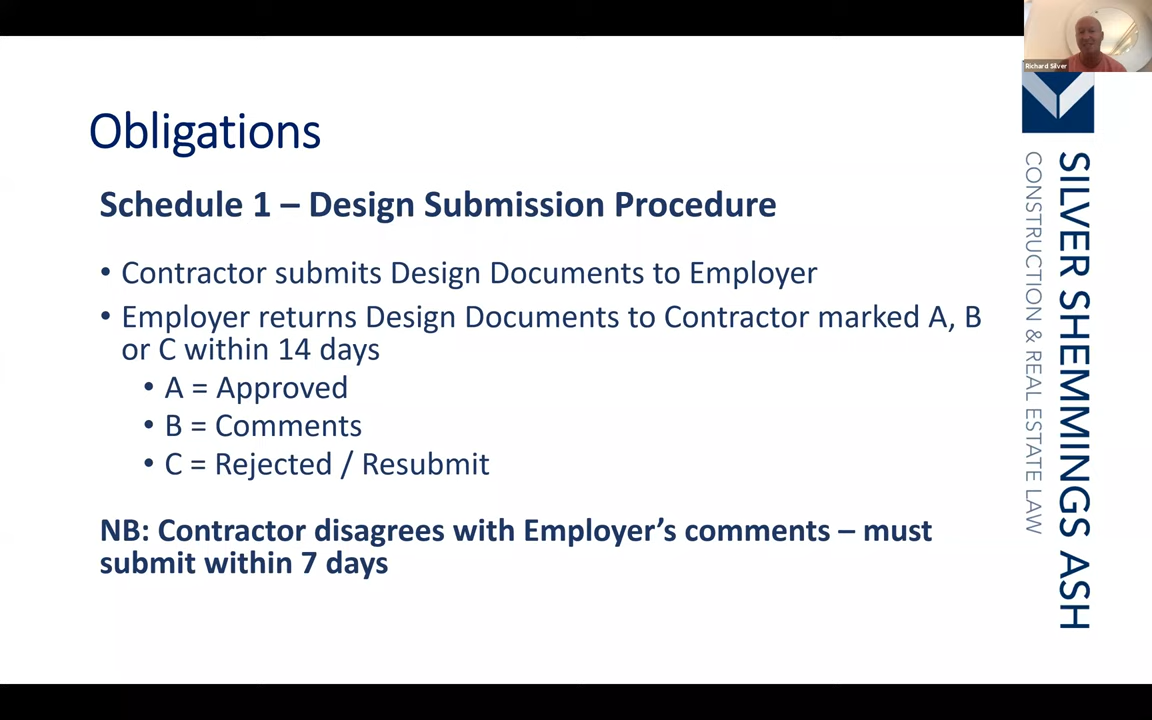 Richard Silver
Obligations
Schedule 1 – Design Submission Procedure
• Contractor submits Design Documents to Employer
• Employer returns Design Documents to Contractor marked A, B
or C within 14 days
• A = Approved
• B = Comments
• C = Rejected / Resubmit
NB: Contractor disagrees with Employer’s comments – must
submit within 7 days
SILVER SHEMMINGS ASH
CONSTRUCTION & REAL ESTATE LAW